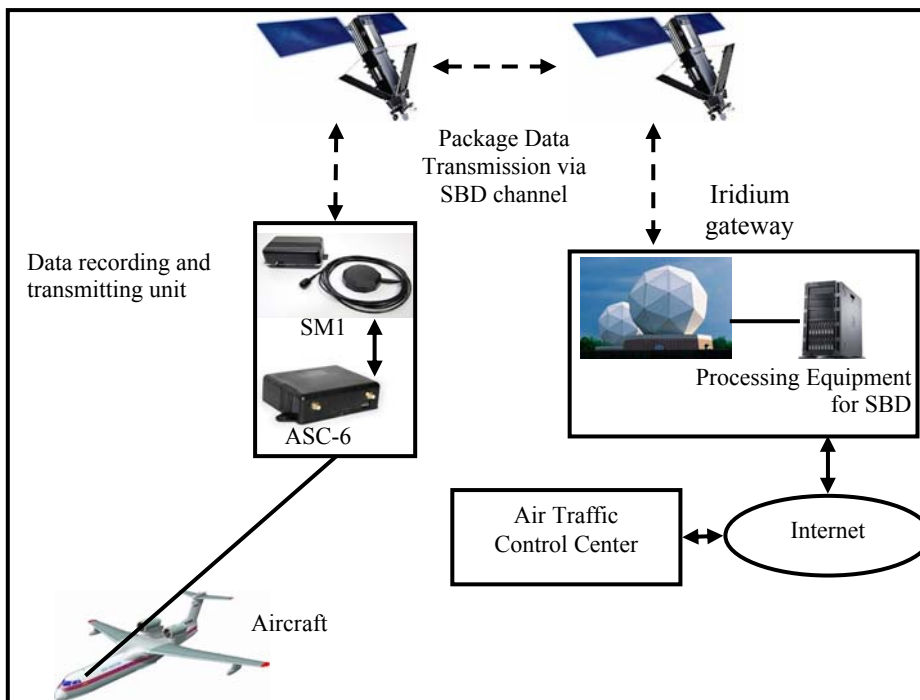 Package Data
Transmission via
SBD channel
Iridium
gateway
Data recording and
transmitting unit
SM1
ASC-6
Processing Equipment
for SBD
Air Traffic
Control Center
Internet
Aircraft